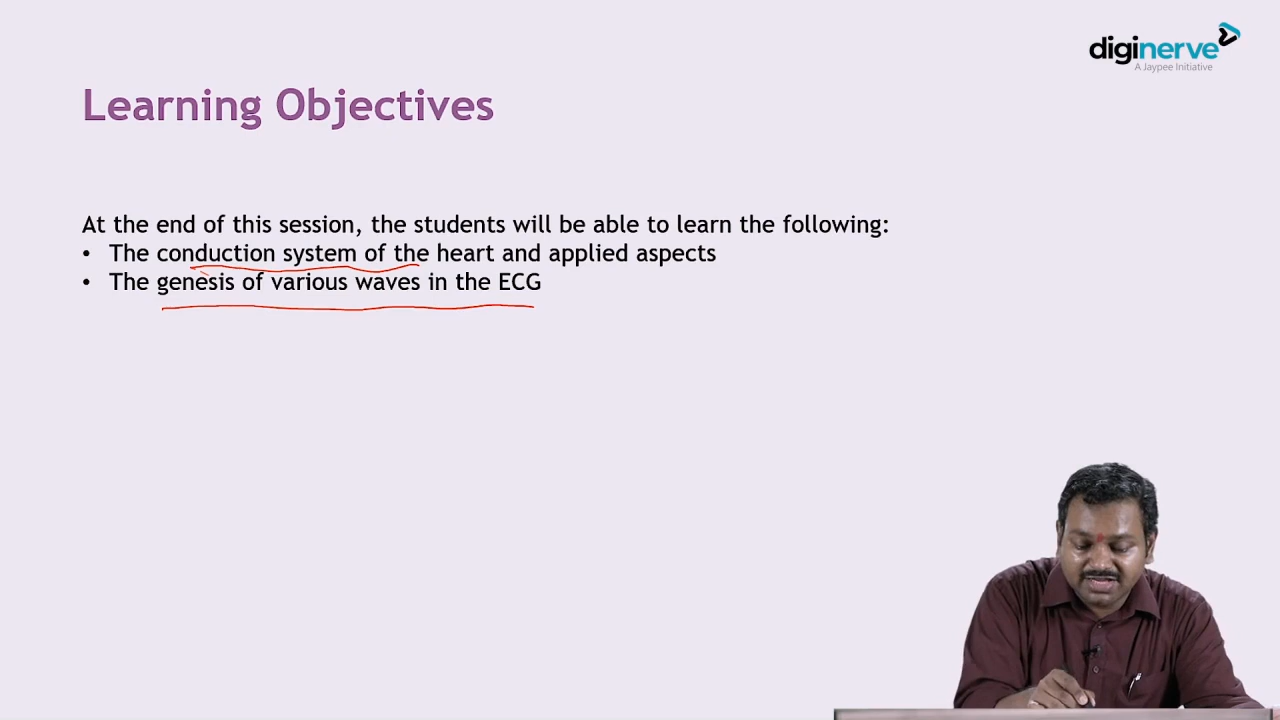 diginerve
A Jaypee Initiative
Learning Objectives
At the end of this session, the students will be able to learn the following:
• The conduction system of the heart and applied aspects
• The genesis of various waves in the ECG